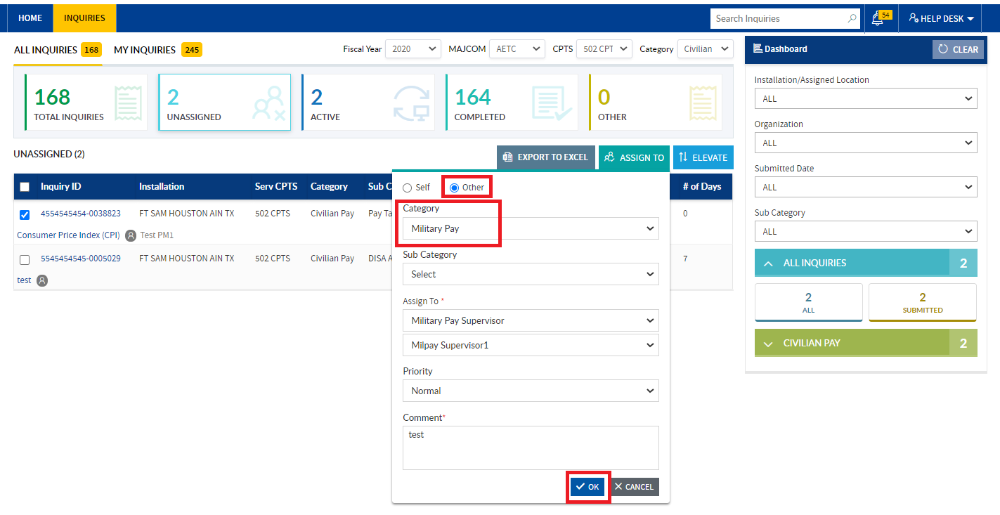 HOME INQUIRIES Search Inquiries 54 HELP DESK
ALL INQUIRIES 168 MY INQUIRIES 245 Fiscal Year 2020 MAJCOM AETC CPTS 502 CPT Category Civilian
168
TOTAL INQUIRIES
2
UNASSIGNED
2
ACTIVE
164
COMPLETED
0
OTHER
UNASSIGNED (2) EXPORT TO EXCEL ASSIGN TO ELEVATE
Inquiry ID Installation Serv CPTS Category Sub C # of Days
4554545454-0038823 FT SAM HOUSTON AIN TX 502 CPTS Civilian Pay Pay Ta 0
Consumer Price Index (CPI) Test PM1
5545454545-0005029 FT SAM HOUSTON AIN TX 502 CPTS Civilian Pay DISA A 7
test
Self Other
Category
Military Pay
Sub Category
Select
Assign To *
Military Pay Supervisor
Milpay Supervisor1
Priority
Normal
Comment*
test
OK CANCEL
Dashboard CLEAR
Installation/Assigned Location
ALL
Organization
ALL
Submitted Date
ALL
Sub Category
ALL
ALL INQUIRIES 2
2
ALL
2
SUBMITTED
CIVILIAN PAY 2